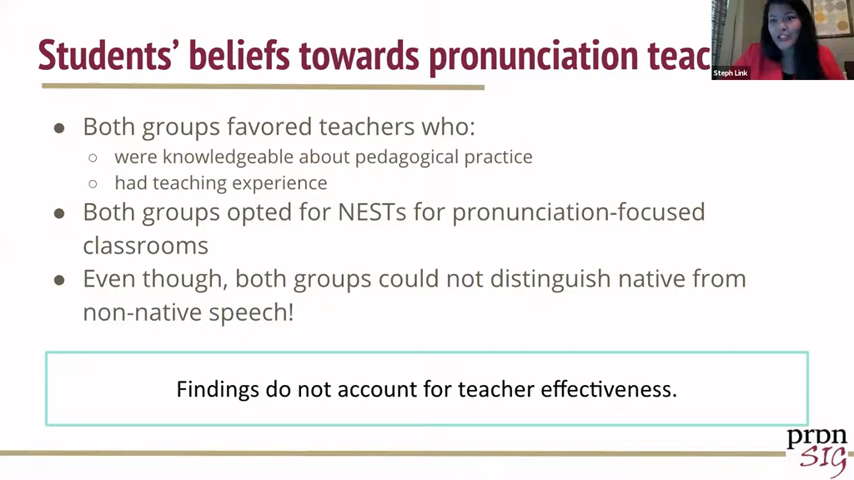 Students' beliefs towards pronunciation teac
Steph Link
● Both groups favored teachers who:
○ were knowledgeable about pedagogical practice
○ had teaching experience
● Both groups opted for NESTs for pronunciation-focused
classrooms
● Even though, both groups could not distinguish native from
non-native speech!
Findings do not account for teacher effectiveness.
prɒn
SIG